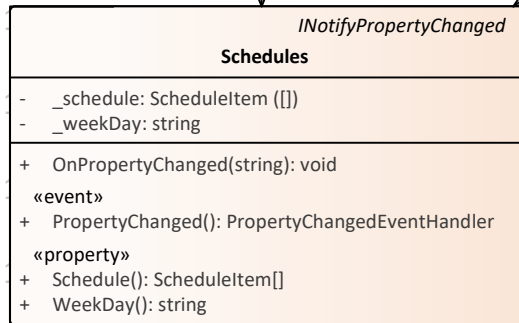 INotifyPropertyChanged
Schedules
- _schedule: ScheduleItem ([])
- _weekDay: string
+ OnPropertyChanged(string): void
«event»
+ PropertyChanged(): PropertyChangedEventHandler
«property»
+ Schedule(): ScheduleItem[]
+ WeekDay(): string